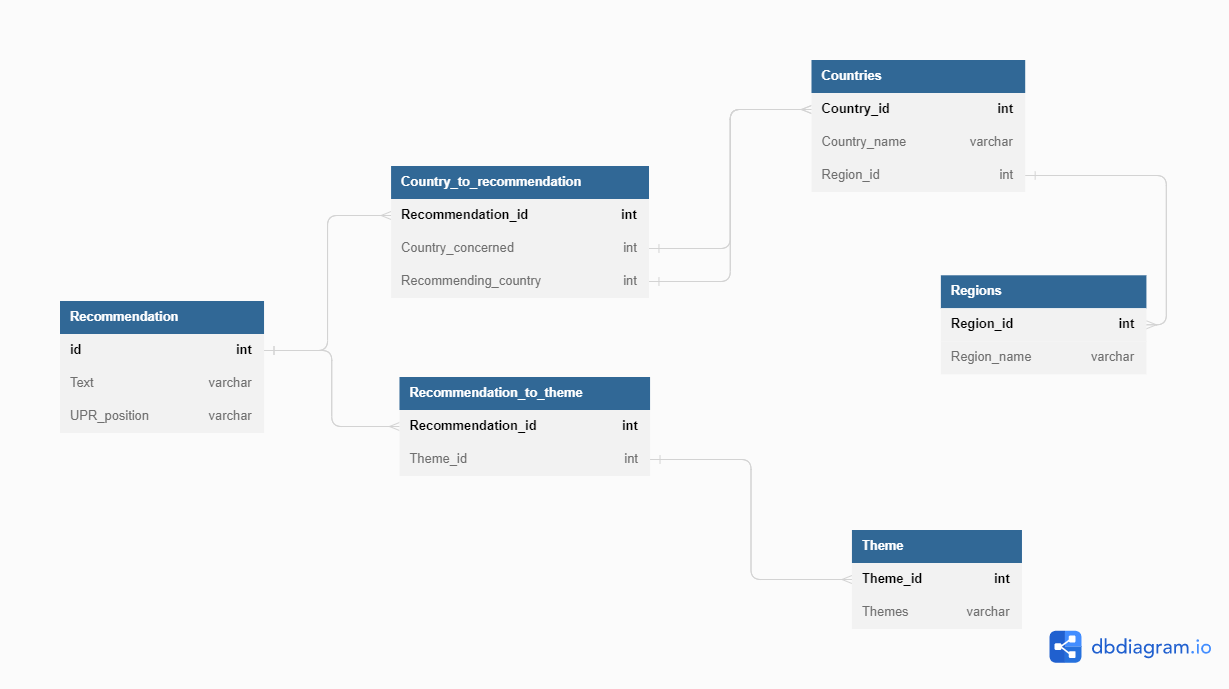 Countries
Country_id int
Country_name varchar
Region_id int
Country_to_recommendation
Recommendation_id int
Country_concerned int
Recommending_country int
Regions
Region_id int
Region_name varchar
Recommendation
id int
Text varchar
UPR_position varchar
Recommendation_to_theme
Recommendation_id int
Theme_id int
Theme
Theme_id int
Themes varchar
dbdiagram.io